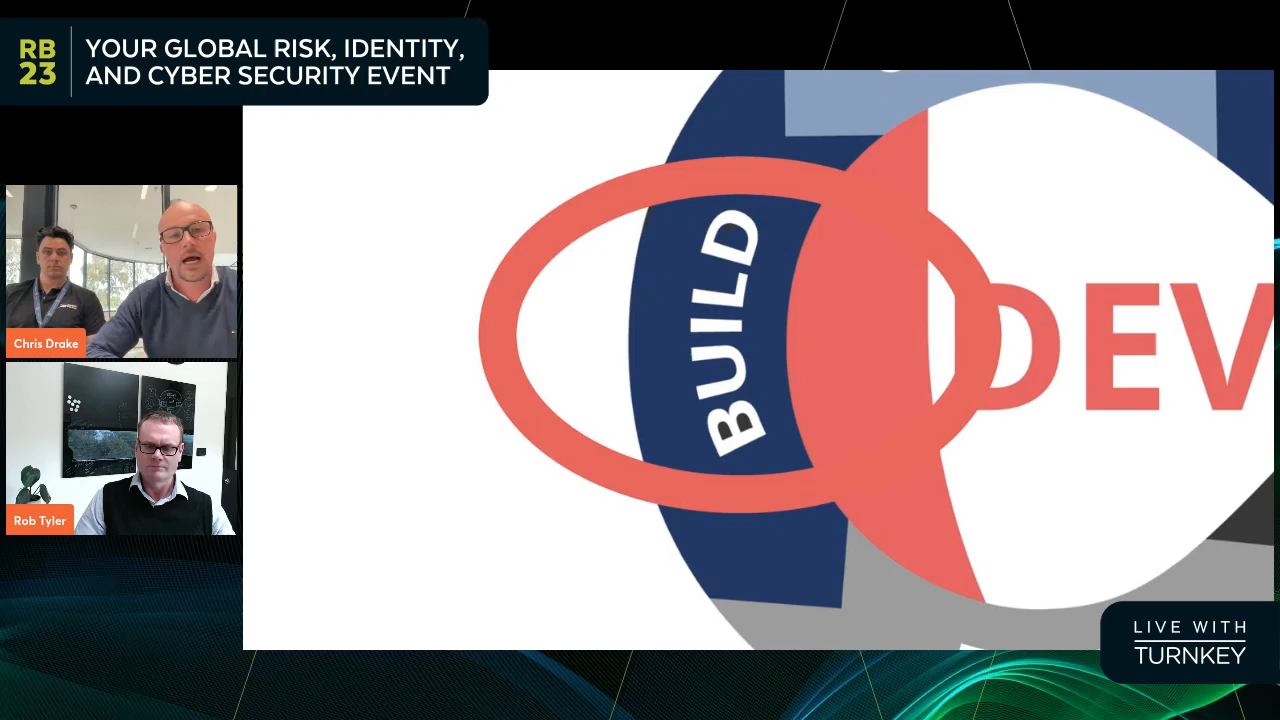 RB
23
YOUR GLOBAL RISK, IDENTITY,
AND CYBER SECURITY EVENT
Chris Drake
Rob Tyler
BUILD
DEV
LIVE WITH
TURNKEY